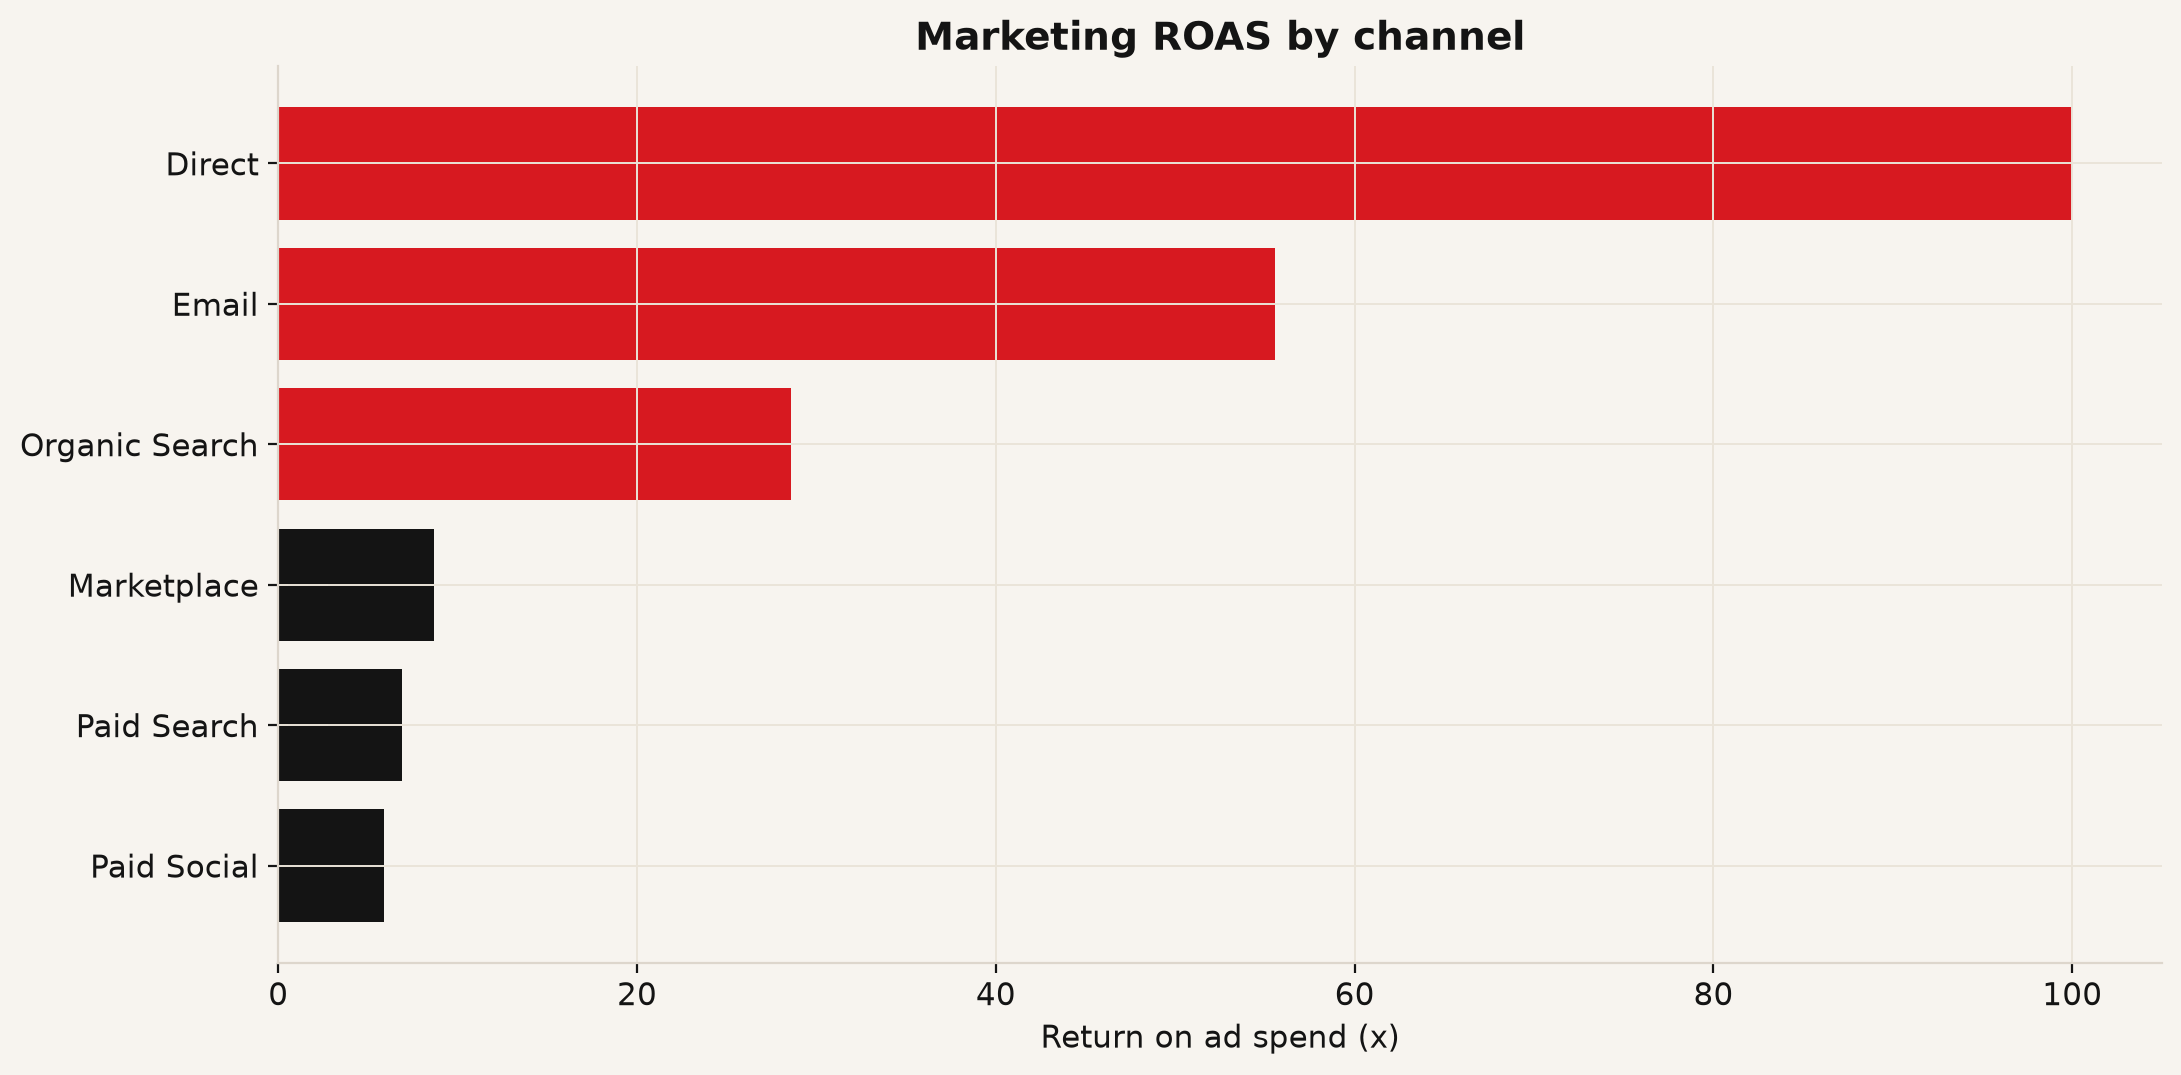 Marketing ROAS by channel
Direct
Email
Organic Search
Marketplace
Paid Search
Paid Social
0 20 40 60 80 100
Return on ad spend (x)